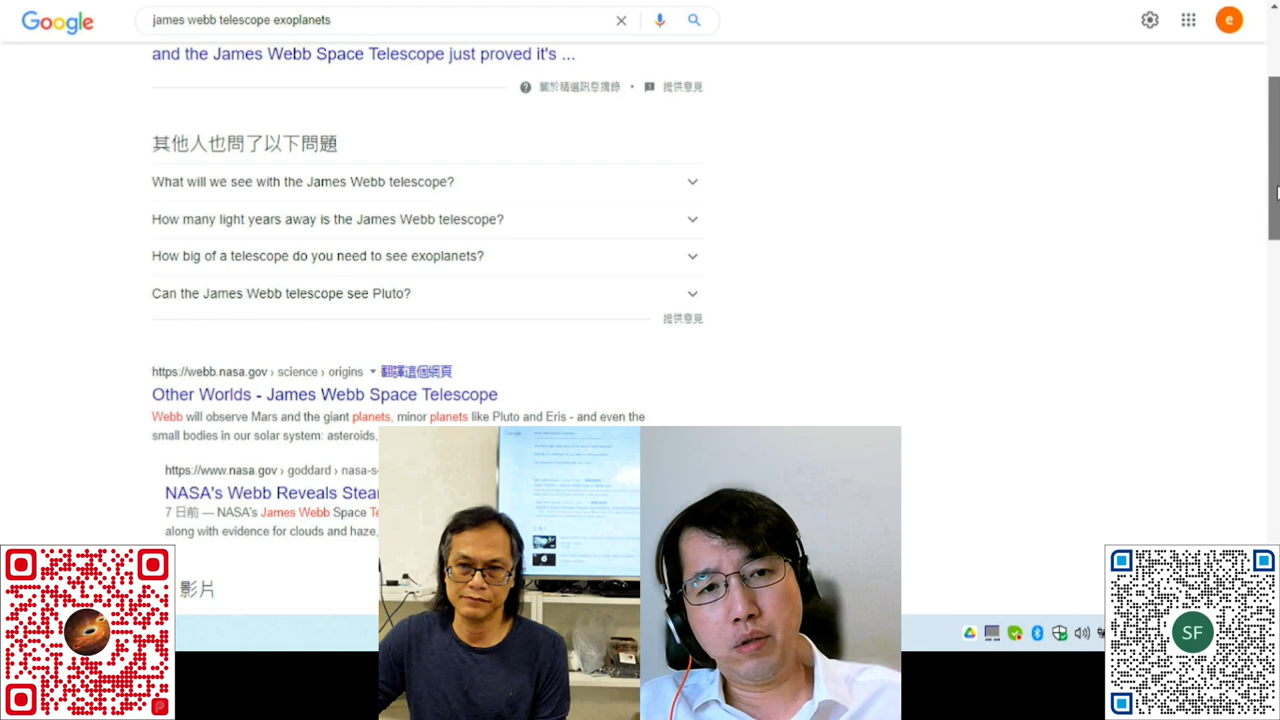 Google
james webb telescope exoplanets
e
and the James Webb Space Telescope just proved it's ...
關於精選訊息摘錄 • 提供意見
其他人也問了以下問題
What will we see with the James Webb telescope?
How many light years away is the James Webb telescope?
How big of a telescope do you need to see exoplanets?
Can the James Webb telescope see Pluto?
提供意見
https://webb.nasa.gov › science › origins ▾ 翻譯這個網頁
Other Worlds - James Webb Space Telescope
Webb will observe Mars and the giant planets, minor planets like Pluto and Eris - and even the
small bodies in our solar system: asteroids,
https://www.nasa.gov › goddard › nasa-s
NASA's Webb Reveals Stea
7 日前 — NASA's James Webb Space Te
along with evidence for clouds and haze,
影片
SF